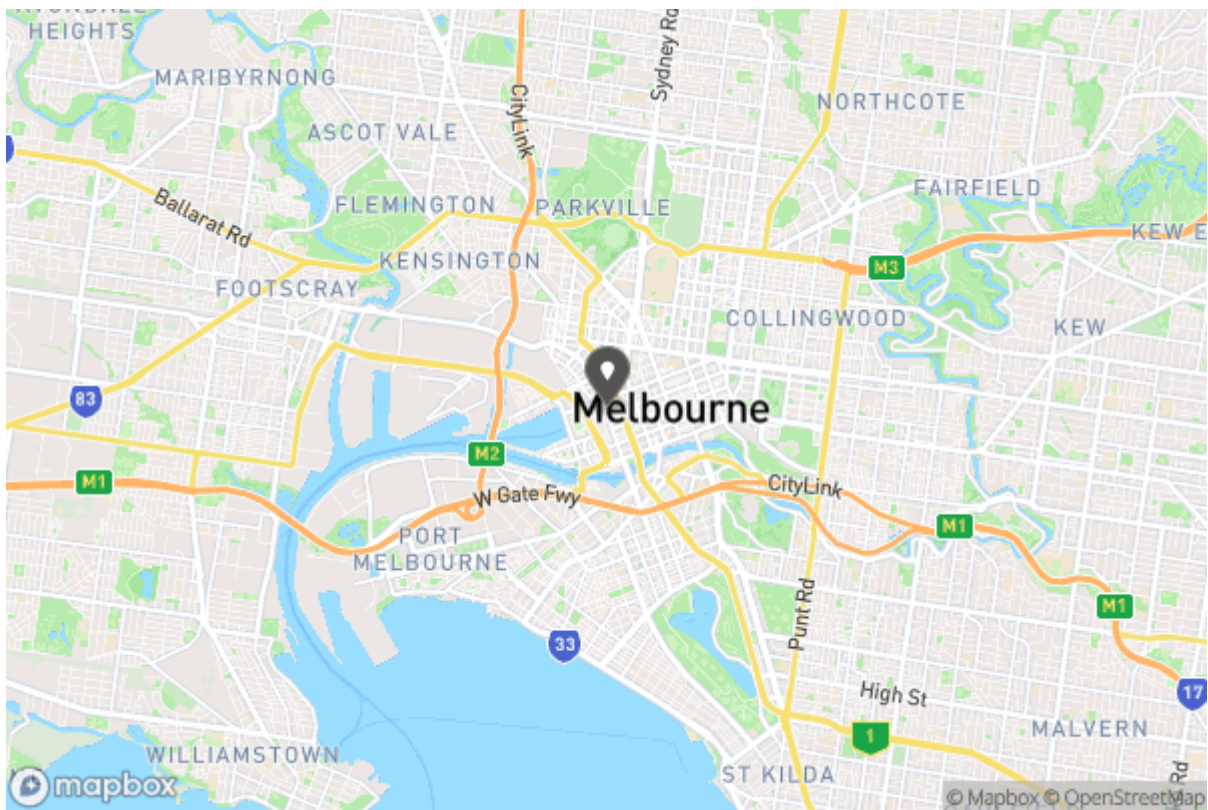 HEIGHTS
MARIBYRNONG
ASCOT VALE
CityLink
Sydney Rd
NORTHCOTE
FAIRFIELD
FLEMINGTON
PARKVILLE
Ballarat Rd
KEW E
KENSINGTON
M3
FOOTSCRAY
COLLINGWOOD
KEW
83
Melbourne
M2
M1
W Gate Fwy
CityLink
M1
PORT
MELBOURNE
Punt Rd
M1
33
High St
17
MALVERN
1
WILLIAMSTOWN
ST KILDA
Rd
mapbox
© Mapbox © OpenStreetMap